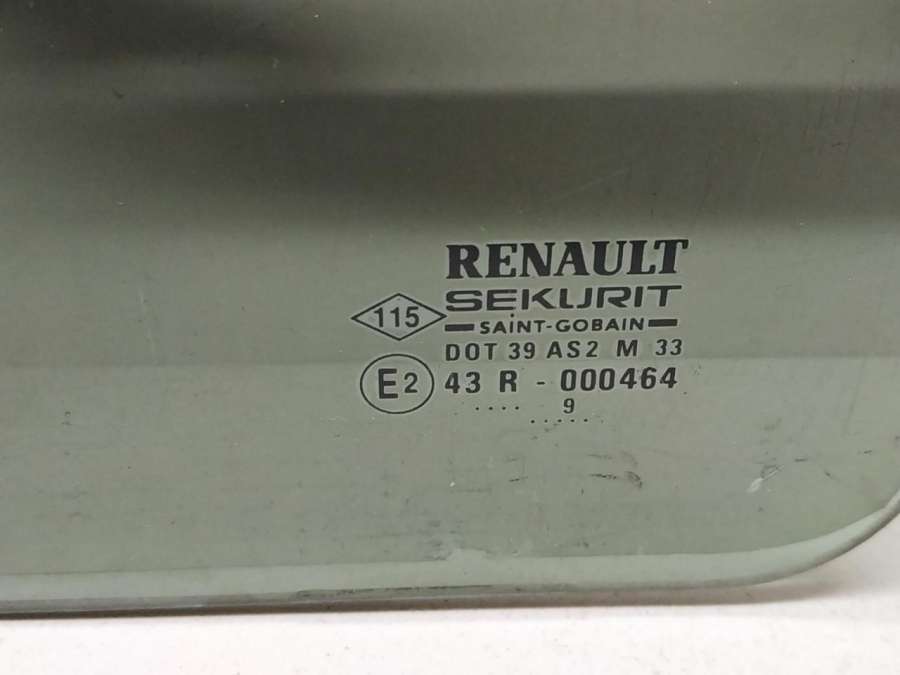 RENAULT
SEKURIT
115
SAINT-GOBAIN
DOT 39 AS2 M 33
E2 43 R - 000464
.... 9
......